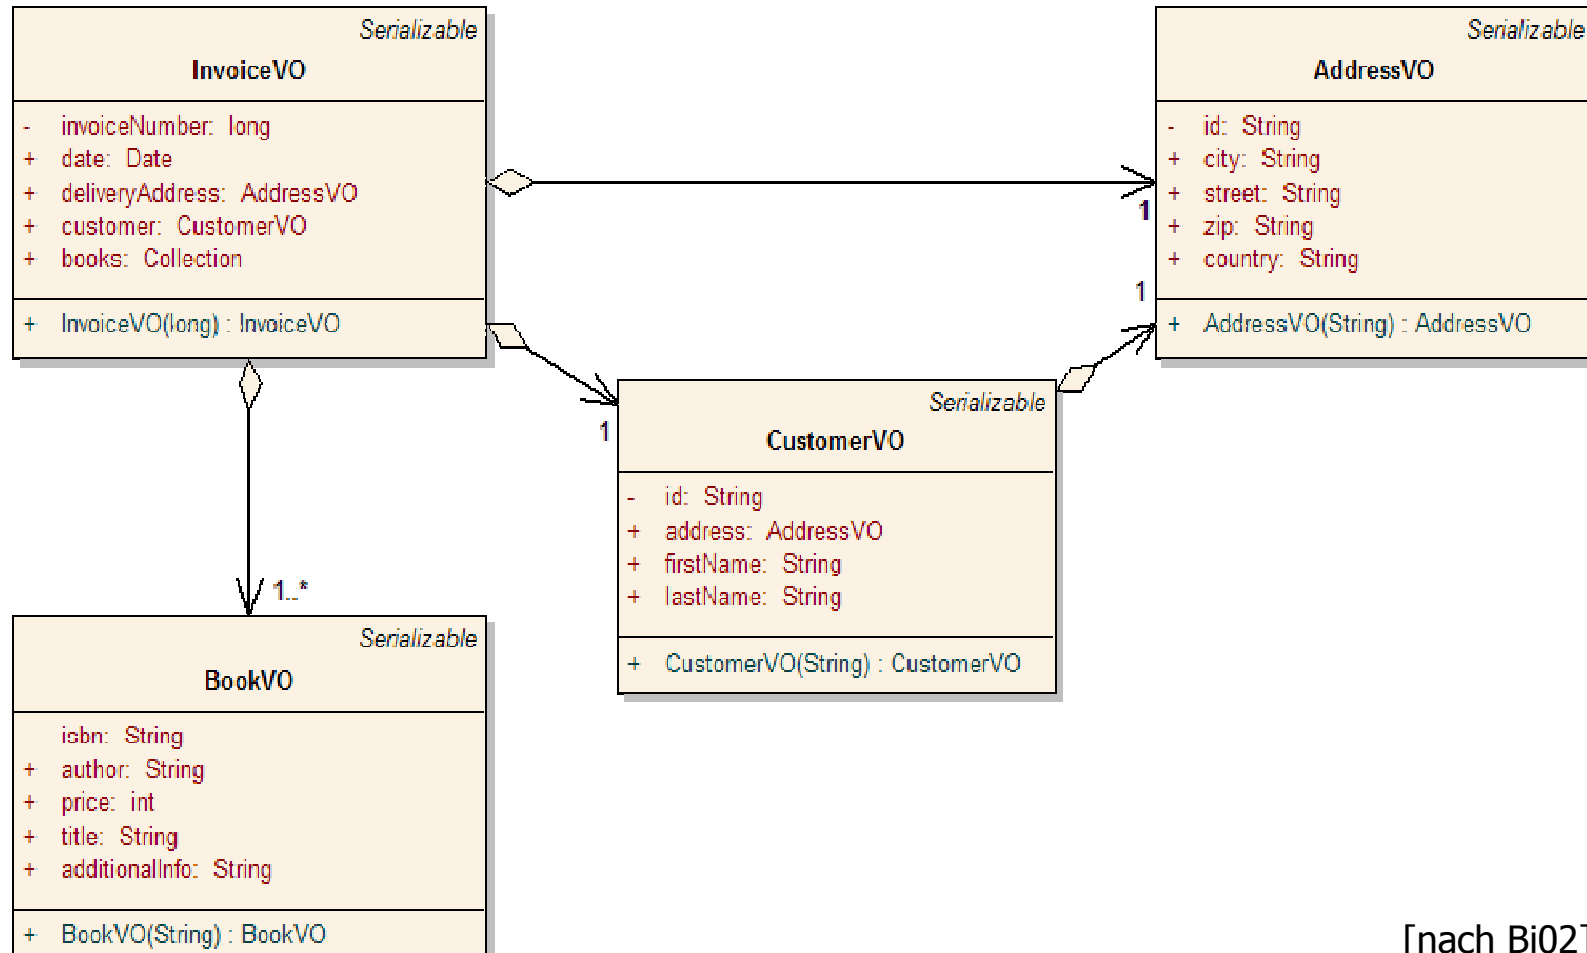 Serializable
InvoiceVO
- invoiceNumber: long
+ date: Date
+ deliveryAddress: AddressVO
+ customer: CustomerVO
+ books: Collection
+ InvoiceVO(long) : InvoiceVO
Serializable
AddressVO
- id: String
+ city: String
+ street: String
+ zip: String
+ country: String
+ AddressVO(String) : AddressVO
1
1
1
Serializable
CustomerVO
- id: String
+ address: AddressVO
+ firstName: String
+ lastName: String
+ CustomerVO(String) : CustomerVO
1..*
Serializable
BookVO
isbn: String
+ author: String
+ price: int
+ title: String
+ additionalInfo: String
+ BookVO(String) : BookVO
[nach Bi02]